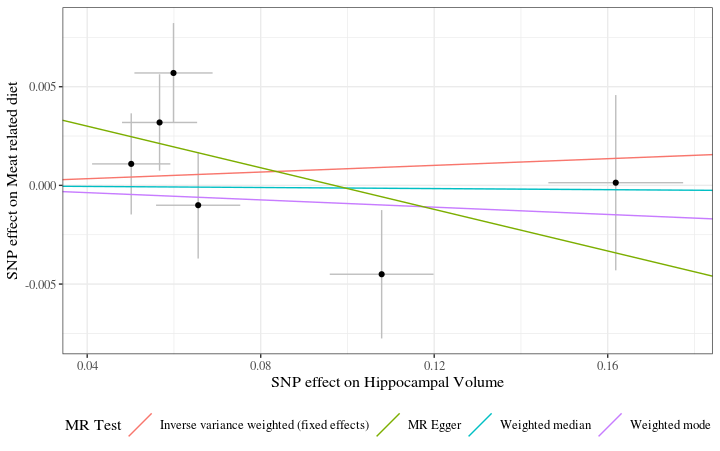 SNP effect on Meat related diet
0.005
0.000
-0.005
0.04 0.08 0.12 0.16
SNP effect on Hippocampal Volume
MR Test Inverse variance weighted (fixed effects) MR Egger Weighted median Weighted mode